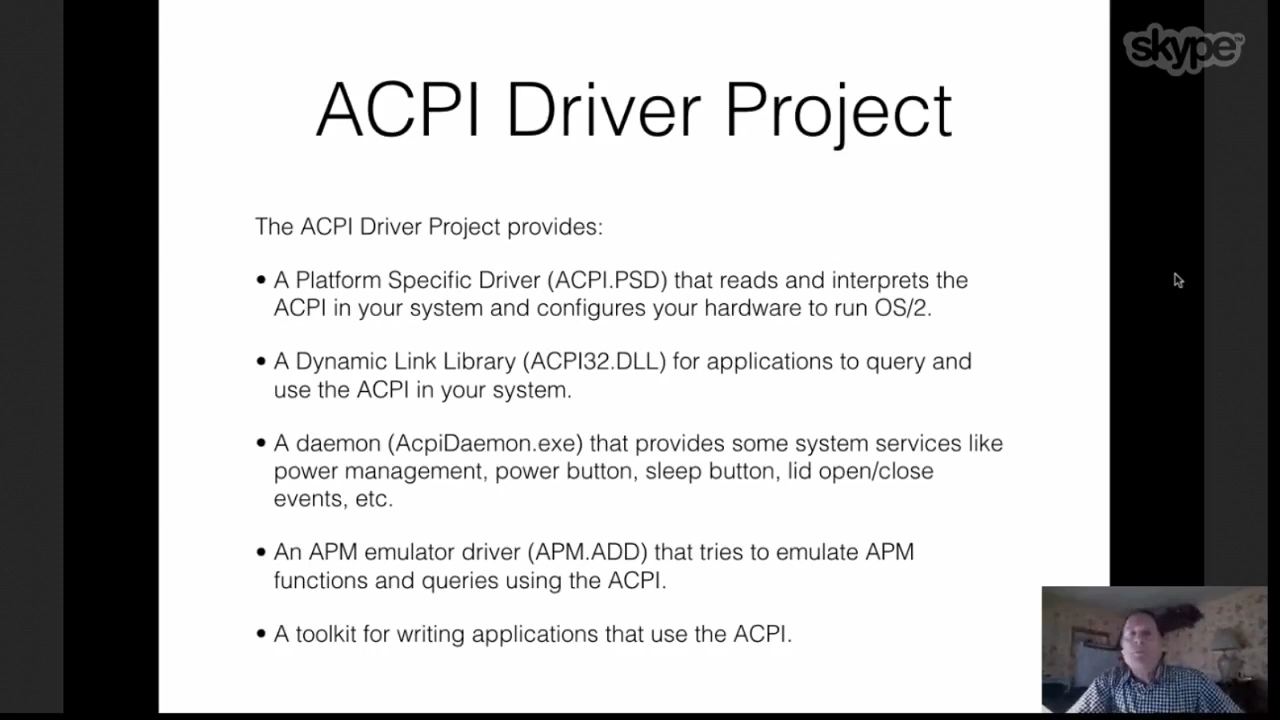 skype™
ACPI Driver Project
The ACPI Driver Project provides:
• A Platform Specific Driver (ACPI.PSD) that reads and interprets the
ACPI in your system and configures your hardware to run OS/2.
• A Dynamic Link Library (ACPI32.DLL) for applications to query and
use the ACPI in your system.
• A daemon (AcpiDaemon.exe) that provides some system services like
power management, power button, sleep button, lid open/close
events, etc.
• An APM emulator driver (APM.ADD) that tries to emulate APM
functions and queries using the ACPI.
• A toolkit for writing applications that use the ACPI.